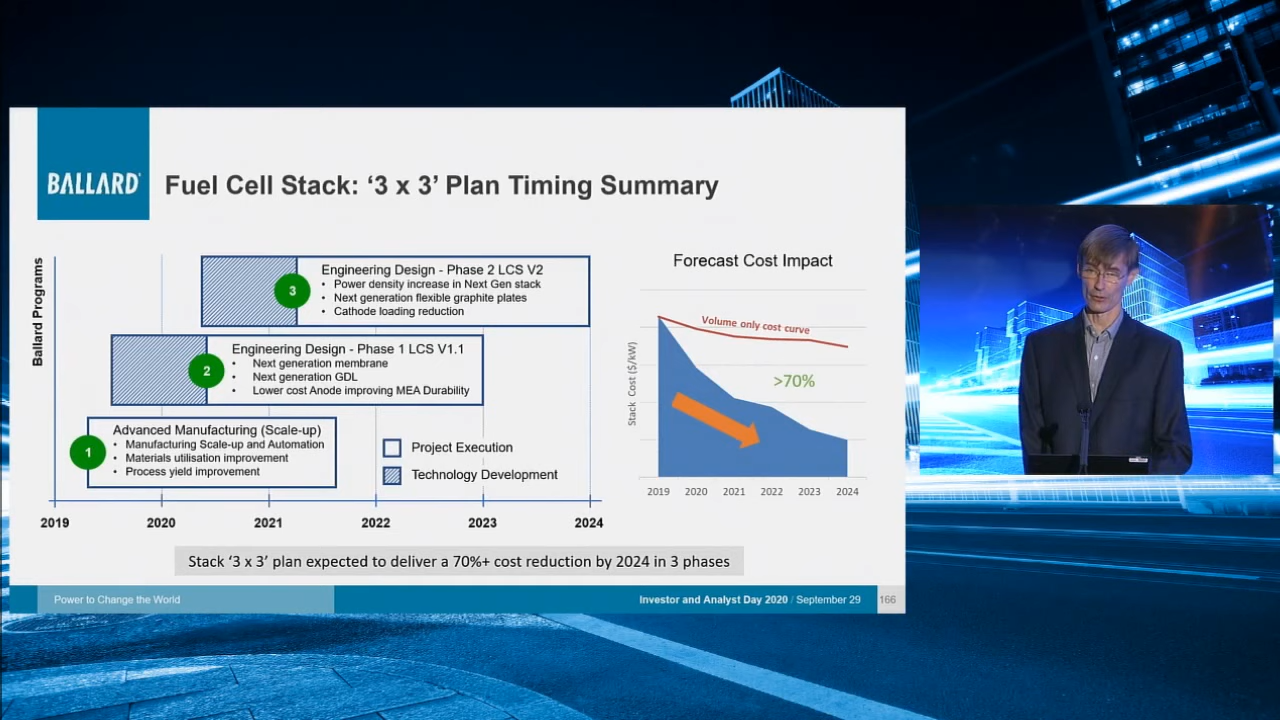 BALLARD
Fuel Cell Stack: ‘3 x 3’ Plan Timing Summary
Ballard Programs
3
Engineering Design - Phase 2 LCS V2
• Power density increase in Next Gen stack
• Next generation flexible graphite plates
• Cathode loading reduction
2
Engineering Design - Phase 1 LCS V1.1
• Next generation membrane
• Next generation GDL
• Lower cost Anode improving MEA Durability
1
Advanced Manufacturing (Scale-up)
• Manufacturing Scale-up and Automation
• Materials utilisation improvement
• Process yield improvement
Project Execution
Technology Development
2019 2020 2021 2022 2023 2024
Forecast Cost Impact
Stack Cost ($/kW)
Volume only cost curve
>70%
2019 2020 2021 2022 2023 2024
Stack ‘3 x 3’ plan expected to deliver a 70%+ cost reduction by 2024 in 3 phases
Power to Change the World
Investor and Analyst Day 2020 / September 29
166